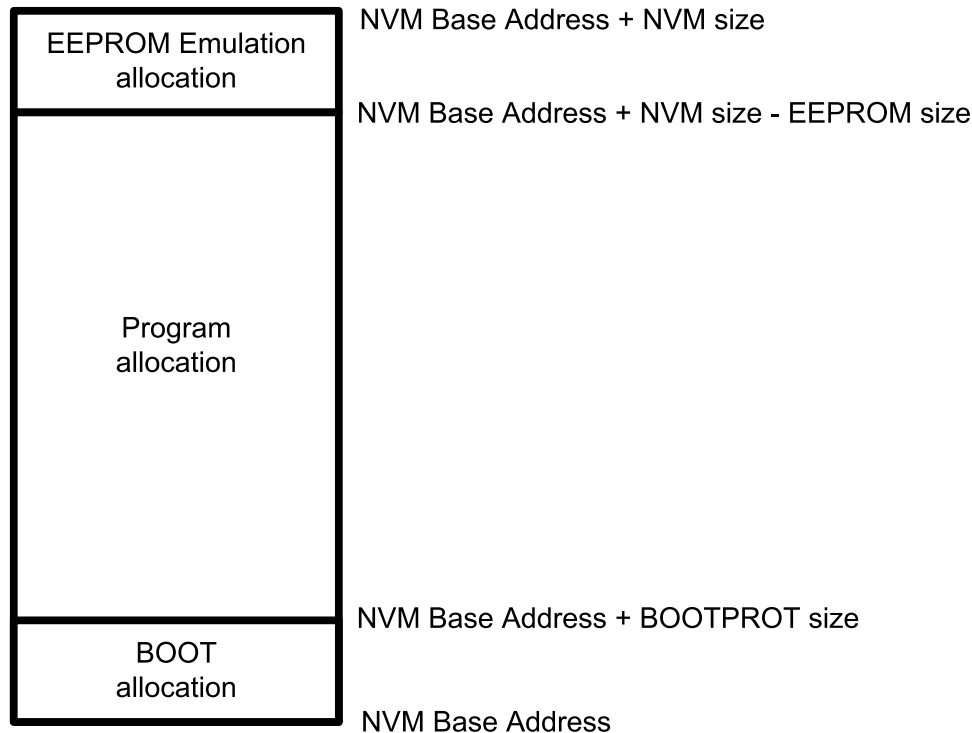 NVM Base Address + NVM size
EEPROM Emulation
allocation
NVM Base Address + NVM size - EEPROM size
Program
allocation
NVM Base Address + BOOTPROT size
BOOT
allocation
NVM Base Address